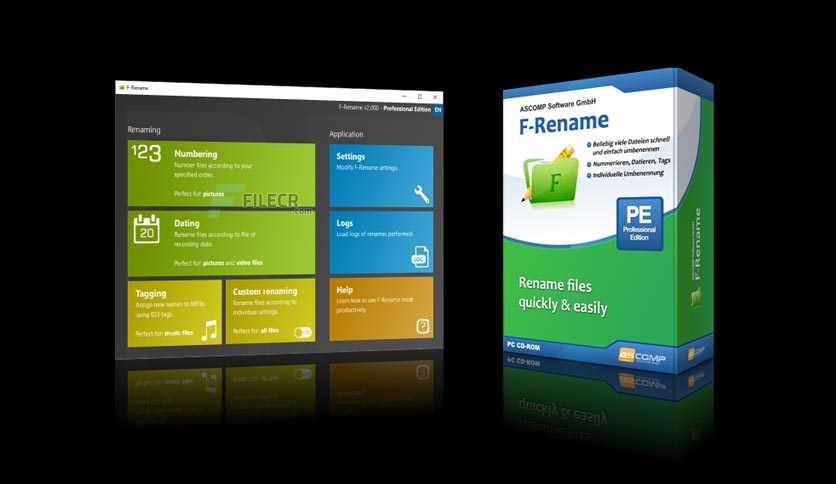 F-Rename
F-Rename v2.000 - Professional Edition
EN
Renaming
123
Numbering
Number files according to your
specified order.
Perfect for: pictures
Dating
Rename files according to file or
recording date.
Perfect for: pictures and video files
20
Tagging
Assign new names to MP3s
using ID3 tags.
Perfect for: music files
Custom renaming
Rename files according to
individual settings.
Perfect for: all files
Application
Settings
Modify F-Rename settings.
Logs
Load logs of renames performed.
LOG
Help
Learn how to use F-Rename most
productively.
?
FILECR
.com
ASCOMP Software GmbH
F-Rename
Beliebig viele Dateien schnell
und einfach umbenennen
Nummerieren, Datieren, Tags
Individuelle Umbenennung
F
PE
Professional
Edition
Rename files
quickly & easily
PC CD-ROM
ASCOMP
F-Rename